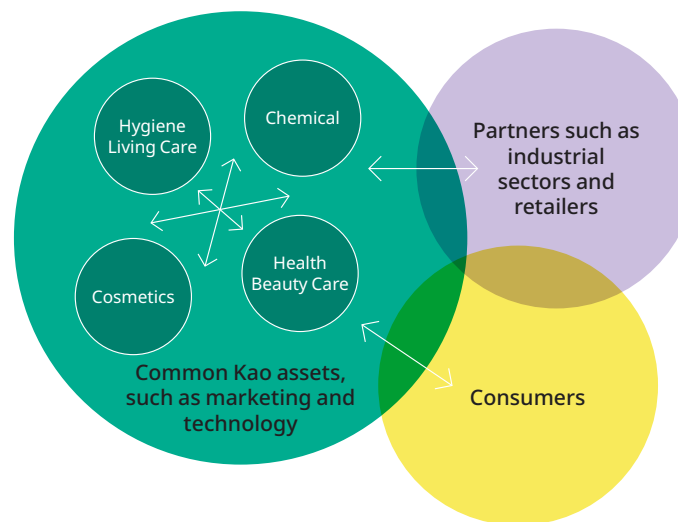 Hygiene
Living Care
Chemical
Partners such as
industrial
sectors and
retailers
Cosmetics
Health
Beauty Care
Common Kao assets,
such as marketing and
technology
Consumers